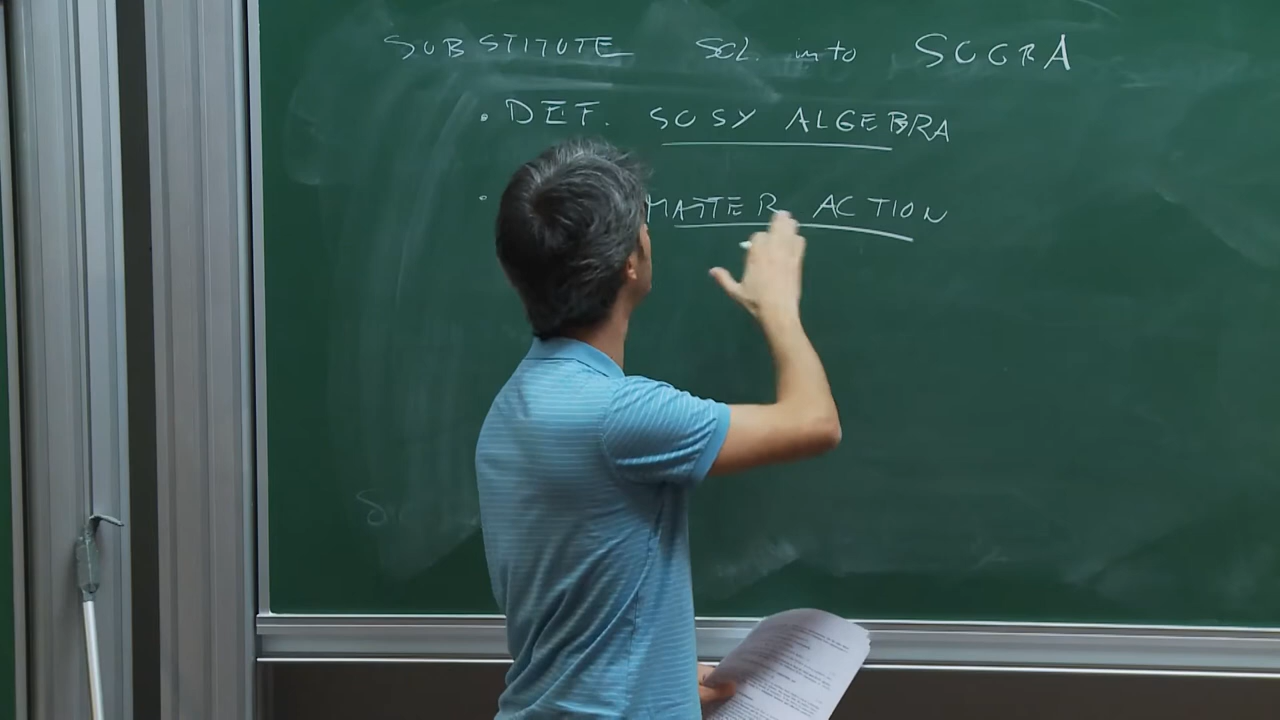 SUBSTITUTE SOL. into SUGRA
• DEF. SUSY ALGEBRA
• MATTER ACTION